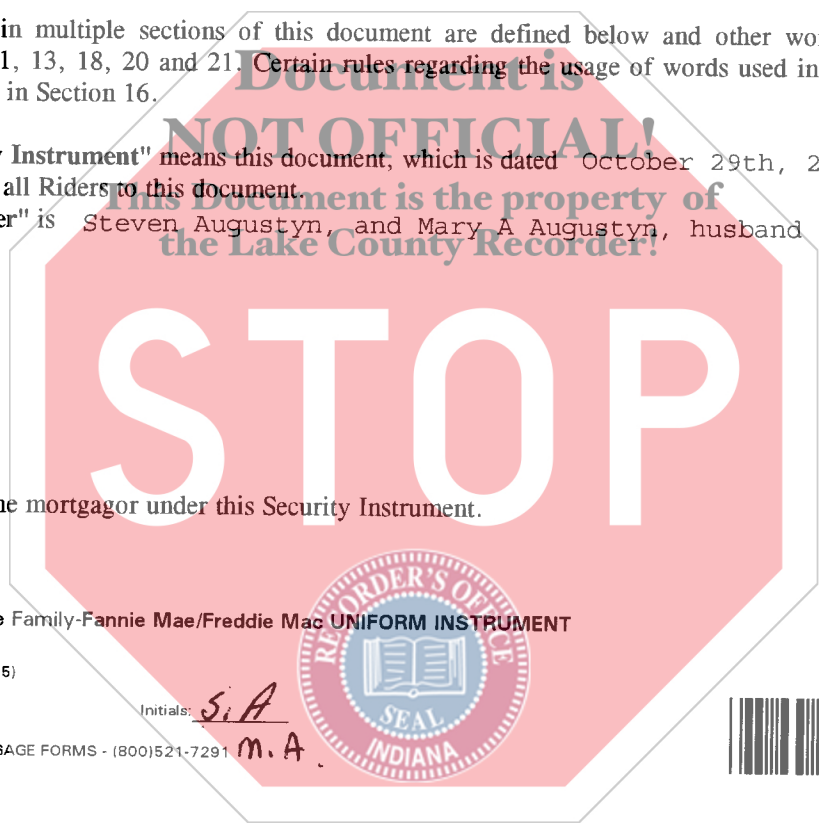 in multiple sections of this document are defined below and other wo
1, 13, 18, 20 and 21. Certain rules regarding the usage of words used in
in Section 16.
Document is
NOT OFFICIAL!
This Document is the property of
the Lake County Recorder!
y Instrument" means this document, which is dated October 29th, 2
all Riders to this document.
er" is Steven Augustyn, and Mary A Augustyn, husband
STOP
e mortgagor under this Security Instrument.
e Family-Fannie Mae/Freddie Mac UNIFORM INSTRUMENT
5)
Initials: S. A
GAGE FORMS - (800)521-7291 M. A.
RECORDER'S OFFICE
SEAL
INDIANA